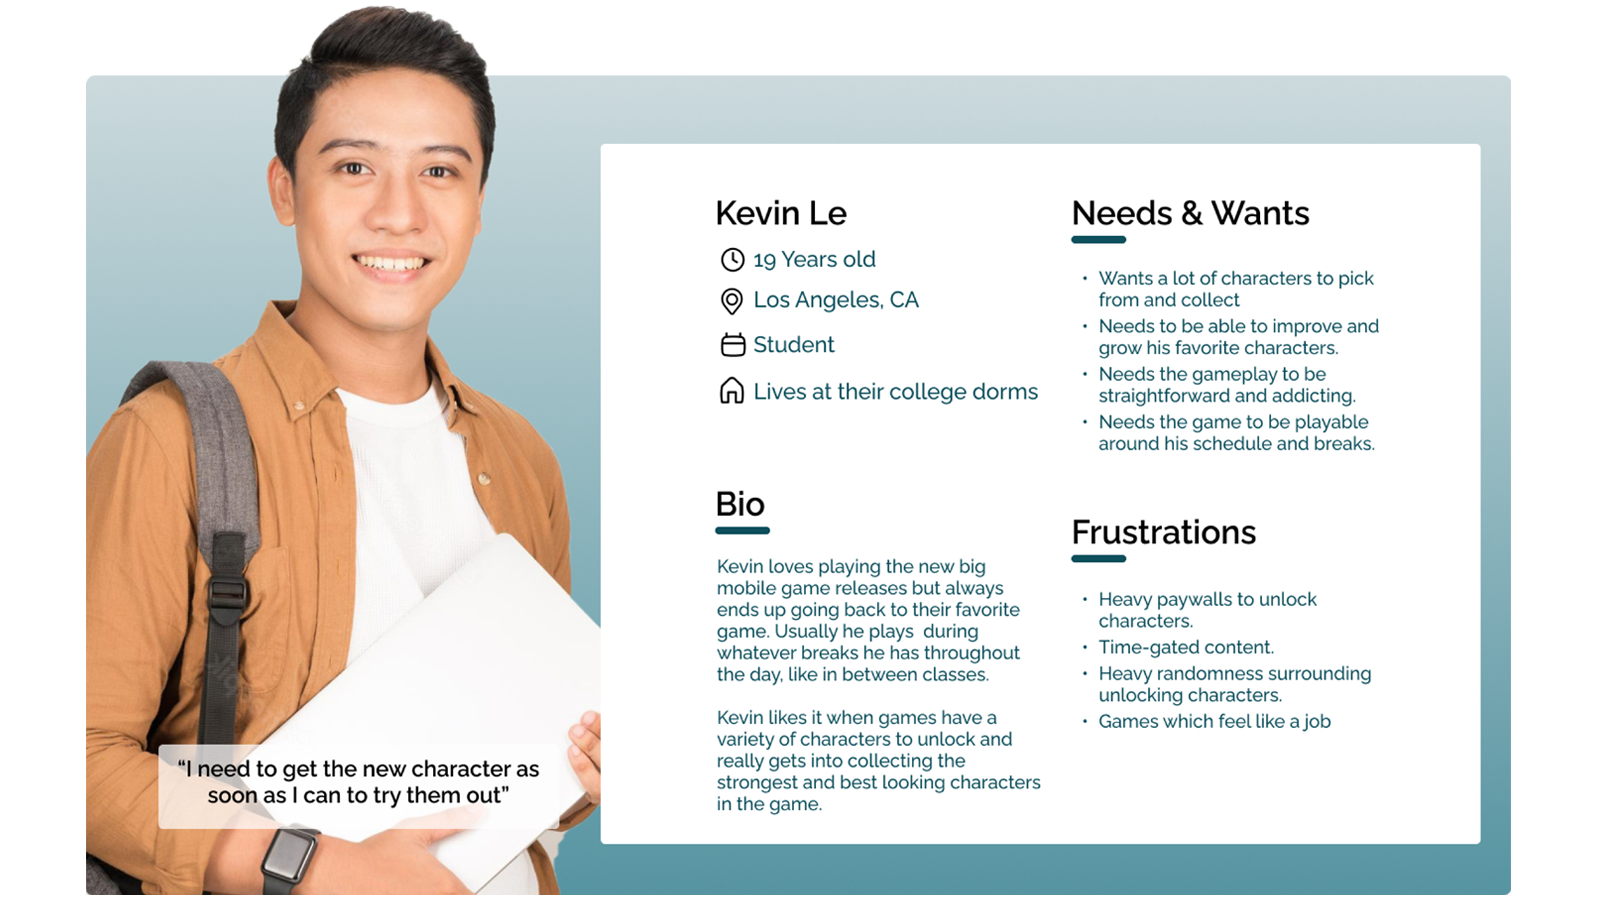 Kevin Le
19 Years old
Los Angeles, CA
Student
Lives at their college dorms
Bio
Kevin loves playing the new big
mobile game releases but always
ends up going back to their favorite
game. Usually he plays  during
whatever breaks he has throughout
the day, like in between classes.
Kevin likes it when games have a
variety of characters to unlock and
really gets into collecting the
strongest and best looking characters
in the game.
Needs & Wants
• Wants a lot of characters to pick
from and collect
• Needs to be able to improve and
grow his favorite characters.
• Needs the gameplay to be
straightforward and addicting.
• Needs the game to be playable
around his schedule and breaks.
Frustrations
• Heavy paywalls to unlock
characters.
• Time-gated content.
• Heavy randomness surrounding
unlocking characters.
• Games which feel like a job
“I need to get the new character as
soon as I can to try them out”